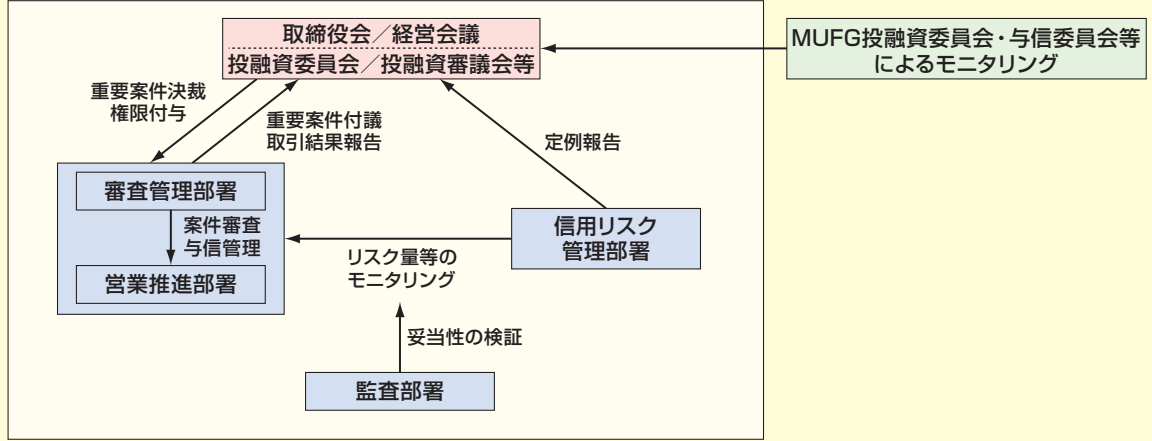 取締役会／経営会議
投融資委員会／投融資審議会等
MUFG投融資委員会・与信委員会等
によるモニタリング
重要案件決裁
権限付与
重要案件付議
取引結果報告
定例報告
審査管理部署
案件審査
与信管理
営業推進部署
信用リスク
管理部署
リスク量等の
モニタリング
妥当性の検証
監査部署